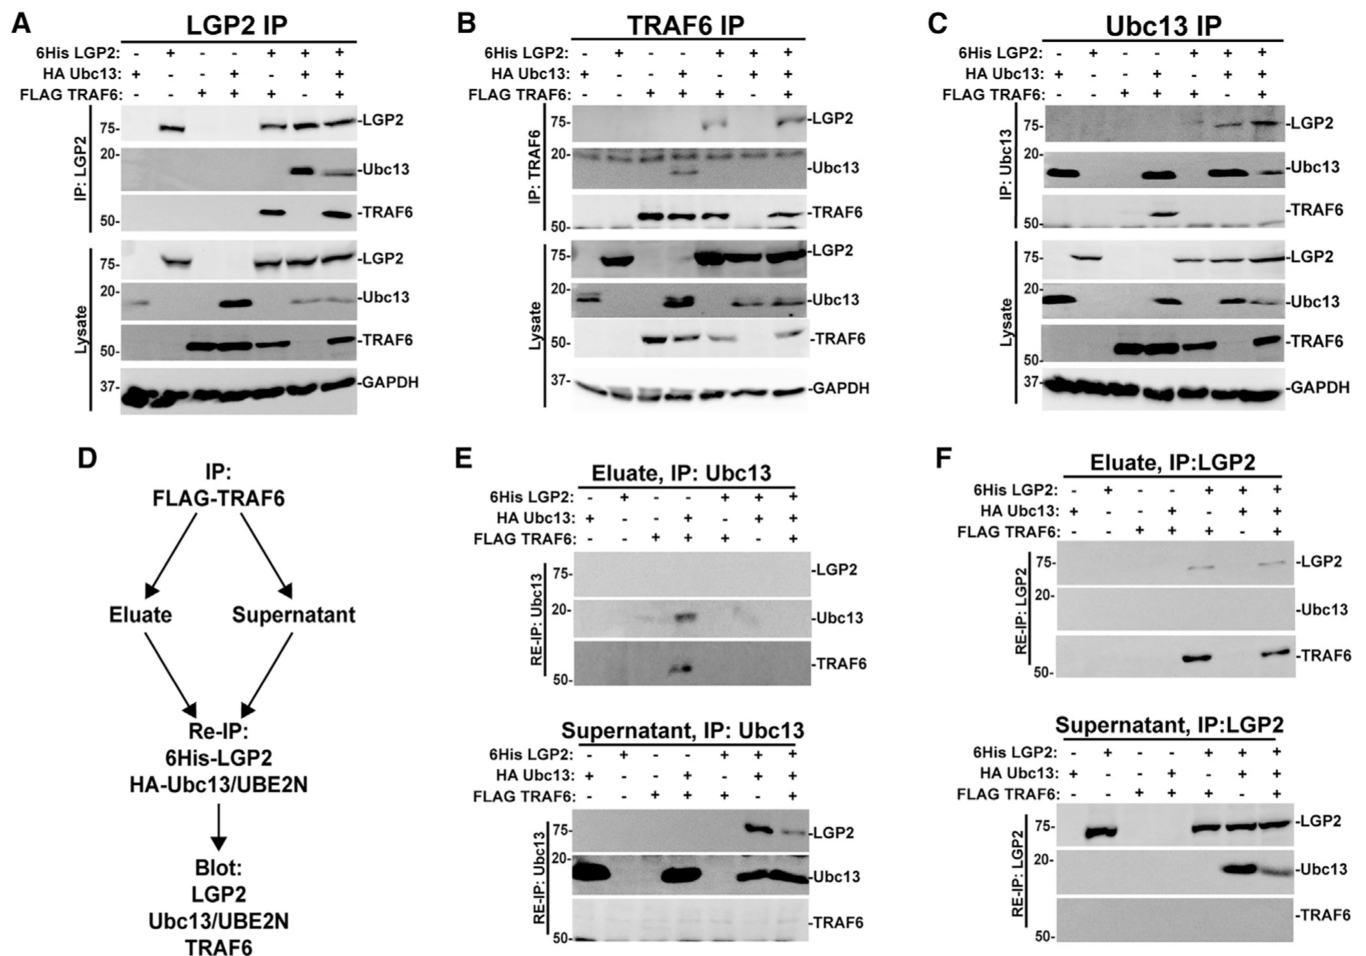 A
LGP2 IP
6His LGP2: - + - - + + +
HA Ubc13: + - - + - + +
FLAG TRAF6: - - + + + - +
IP: LGP2
75-
-LGP2
20-
-Ubc13
50-
-TRAF6
Lysate
75-
-LGP2
20-
-Ubc13
50-
-TRAF6
37-
-GAPDH
B
TRAF6 IP
6His LGP2: - + - - + + +
HA Ubc13: + - - + - + +
FLAG TRAF6: - - + + + - +
IP: TRAF6
75-
-LGP2
20-
-Ubc13
50-
-TRAF6
Lysate
75-
-LGP2
20-
-Ubc13
50-
-TRAF6
37-
-GAPDH
C
Ubc13 IP
6His LGP2: - + - - + + +
HA Ubc13: + - - + - + +
FLAG TRAF6: - - + + + - +
IP: Ubc13
75-
-LGP2
20-
-Ubc13
50-
-TRAF6
Lysate
75-
-LGP2
20-
-Ubc13
50-
-TRAF6
37-
-GAPDH
D
IP:
FLAG-TRAF6
Eluate
Supernatant
Re-IP:
6His-LGP2
HA-Ubc13/UBE2N
Blot:
LGP2
Ubc13/UBE2N
TRAF6
E
Eluate, IP: Ubc13
6His LGP2: - + - - + + +
HA Ubc13: + - - + - + +
FLAG TRAF6: - - + + + - +
RE-IP: Ubc13
75-
-LGP2
20-
-Ubc13
50-
-TRAF6
Supernatant, IP: Ubc13
6His LGP2: - + - - + + +
HA Ubc13: + - - + - + +
FLAG TRAF6: - - + + + - +
RE-IP: Ubc13
75-
-LGP2
20-
-Ubc13
50-
-TRAF6
F
Eluate, IP:LGP2
6His LGP2: - + - - + + +
HA Ubc13: + - - + - + +
FLAG TRAF6: - - + + + - +
RE-IP: LGP2
75-
-LGP2
20-
-Ubc13
50-
-TRAF6
Supernatant, IP:LGP2
6His LGP2: - + - - + + +
HA Ubc13: + - - + - + +
FLAG TRAF6: - - + + + - +
RE-IP: LGP2
75-
-LGP2
20-
-Ubc13
50-
-TRAF6